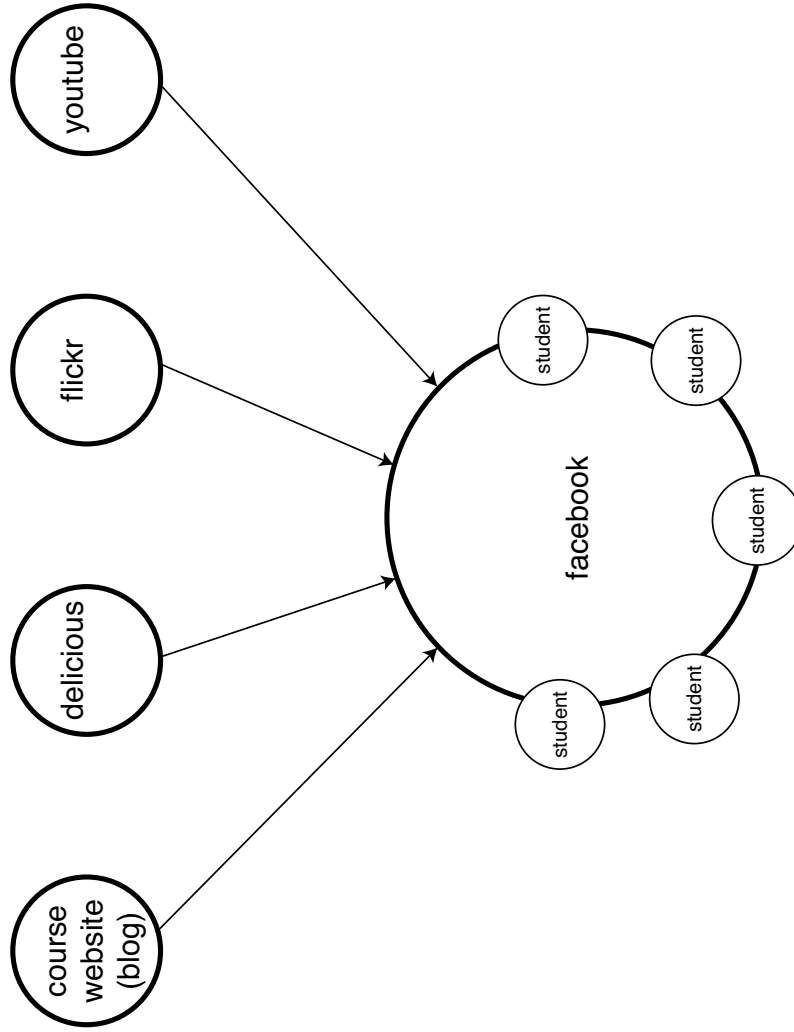 course
website
(blog)
delicious
flickr
youtube
facebook
student
student
student
student
student